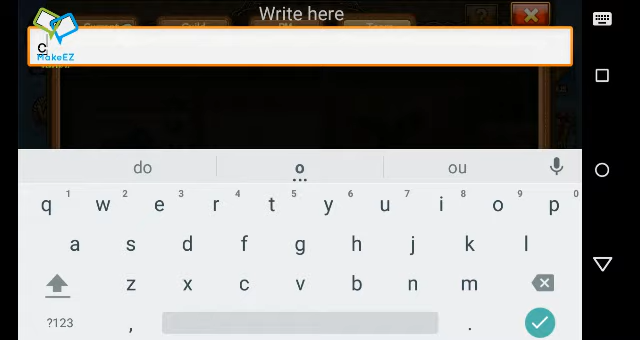 Write here
c
MakeEZ
do o ou
q 1 w 2 e 3 r 4 t 5 y 6 u 7 i 8 o 9 p 0
a s d f g h j k l
z x c v b n m
?123 , .